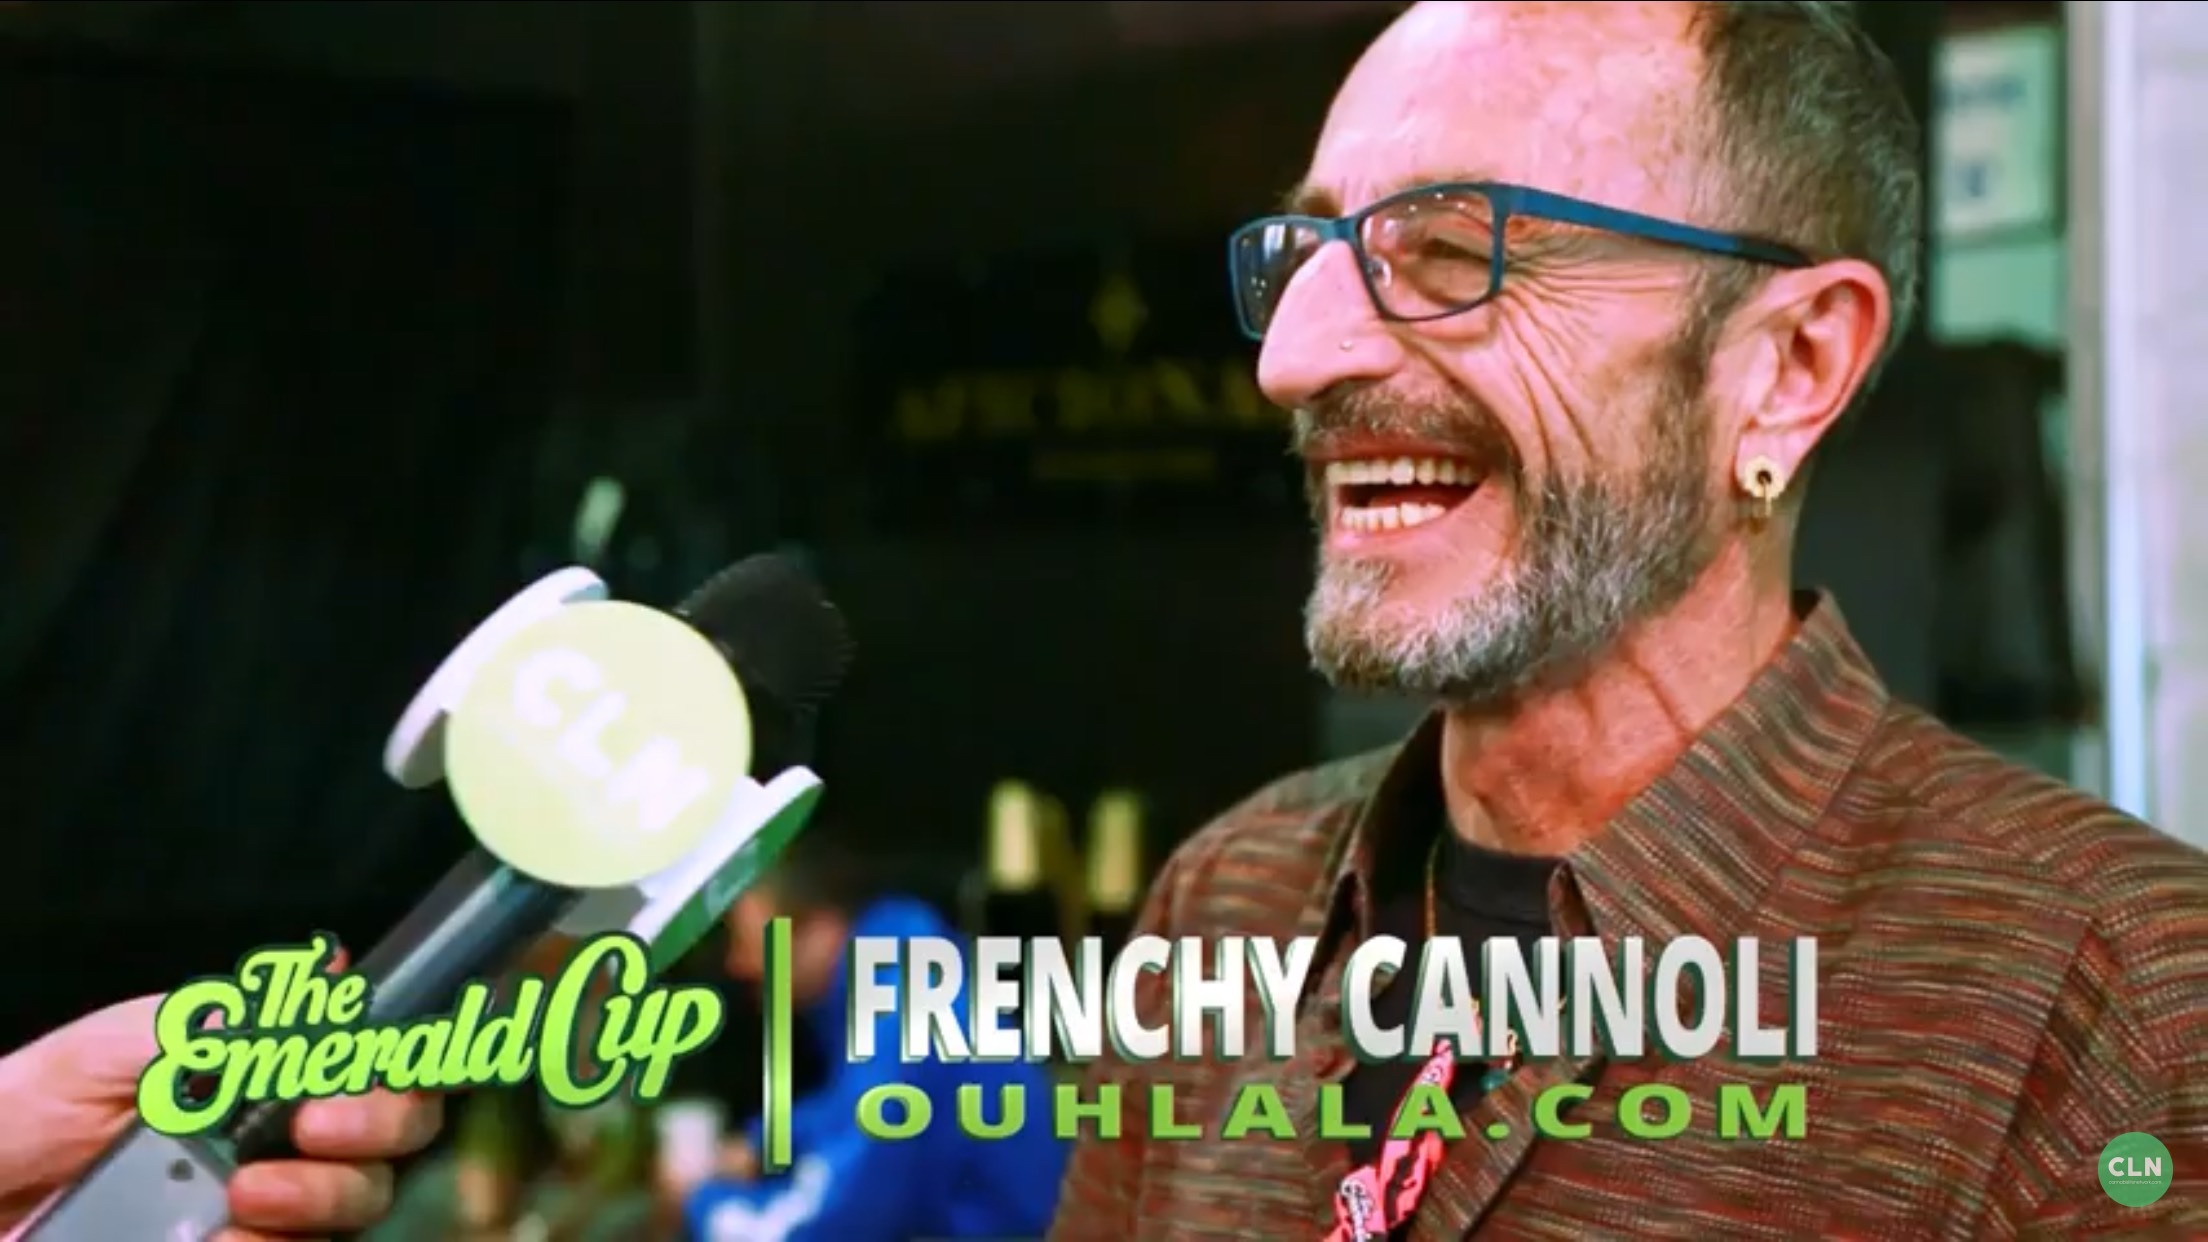 CLN
The
Emerald Cup
FRENCHY CANNOLI
OUHLALA.COM
CLN